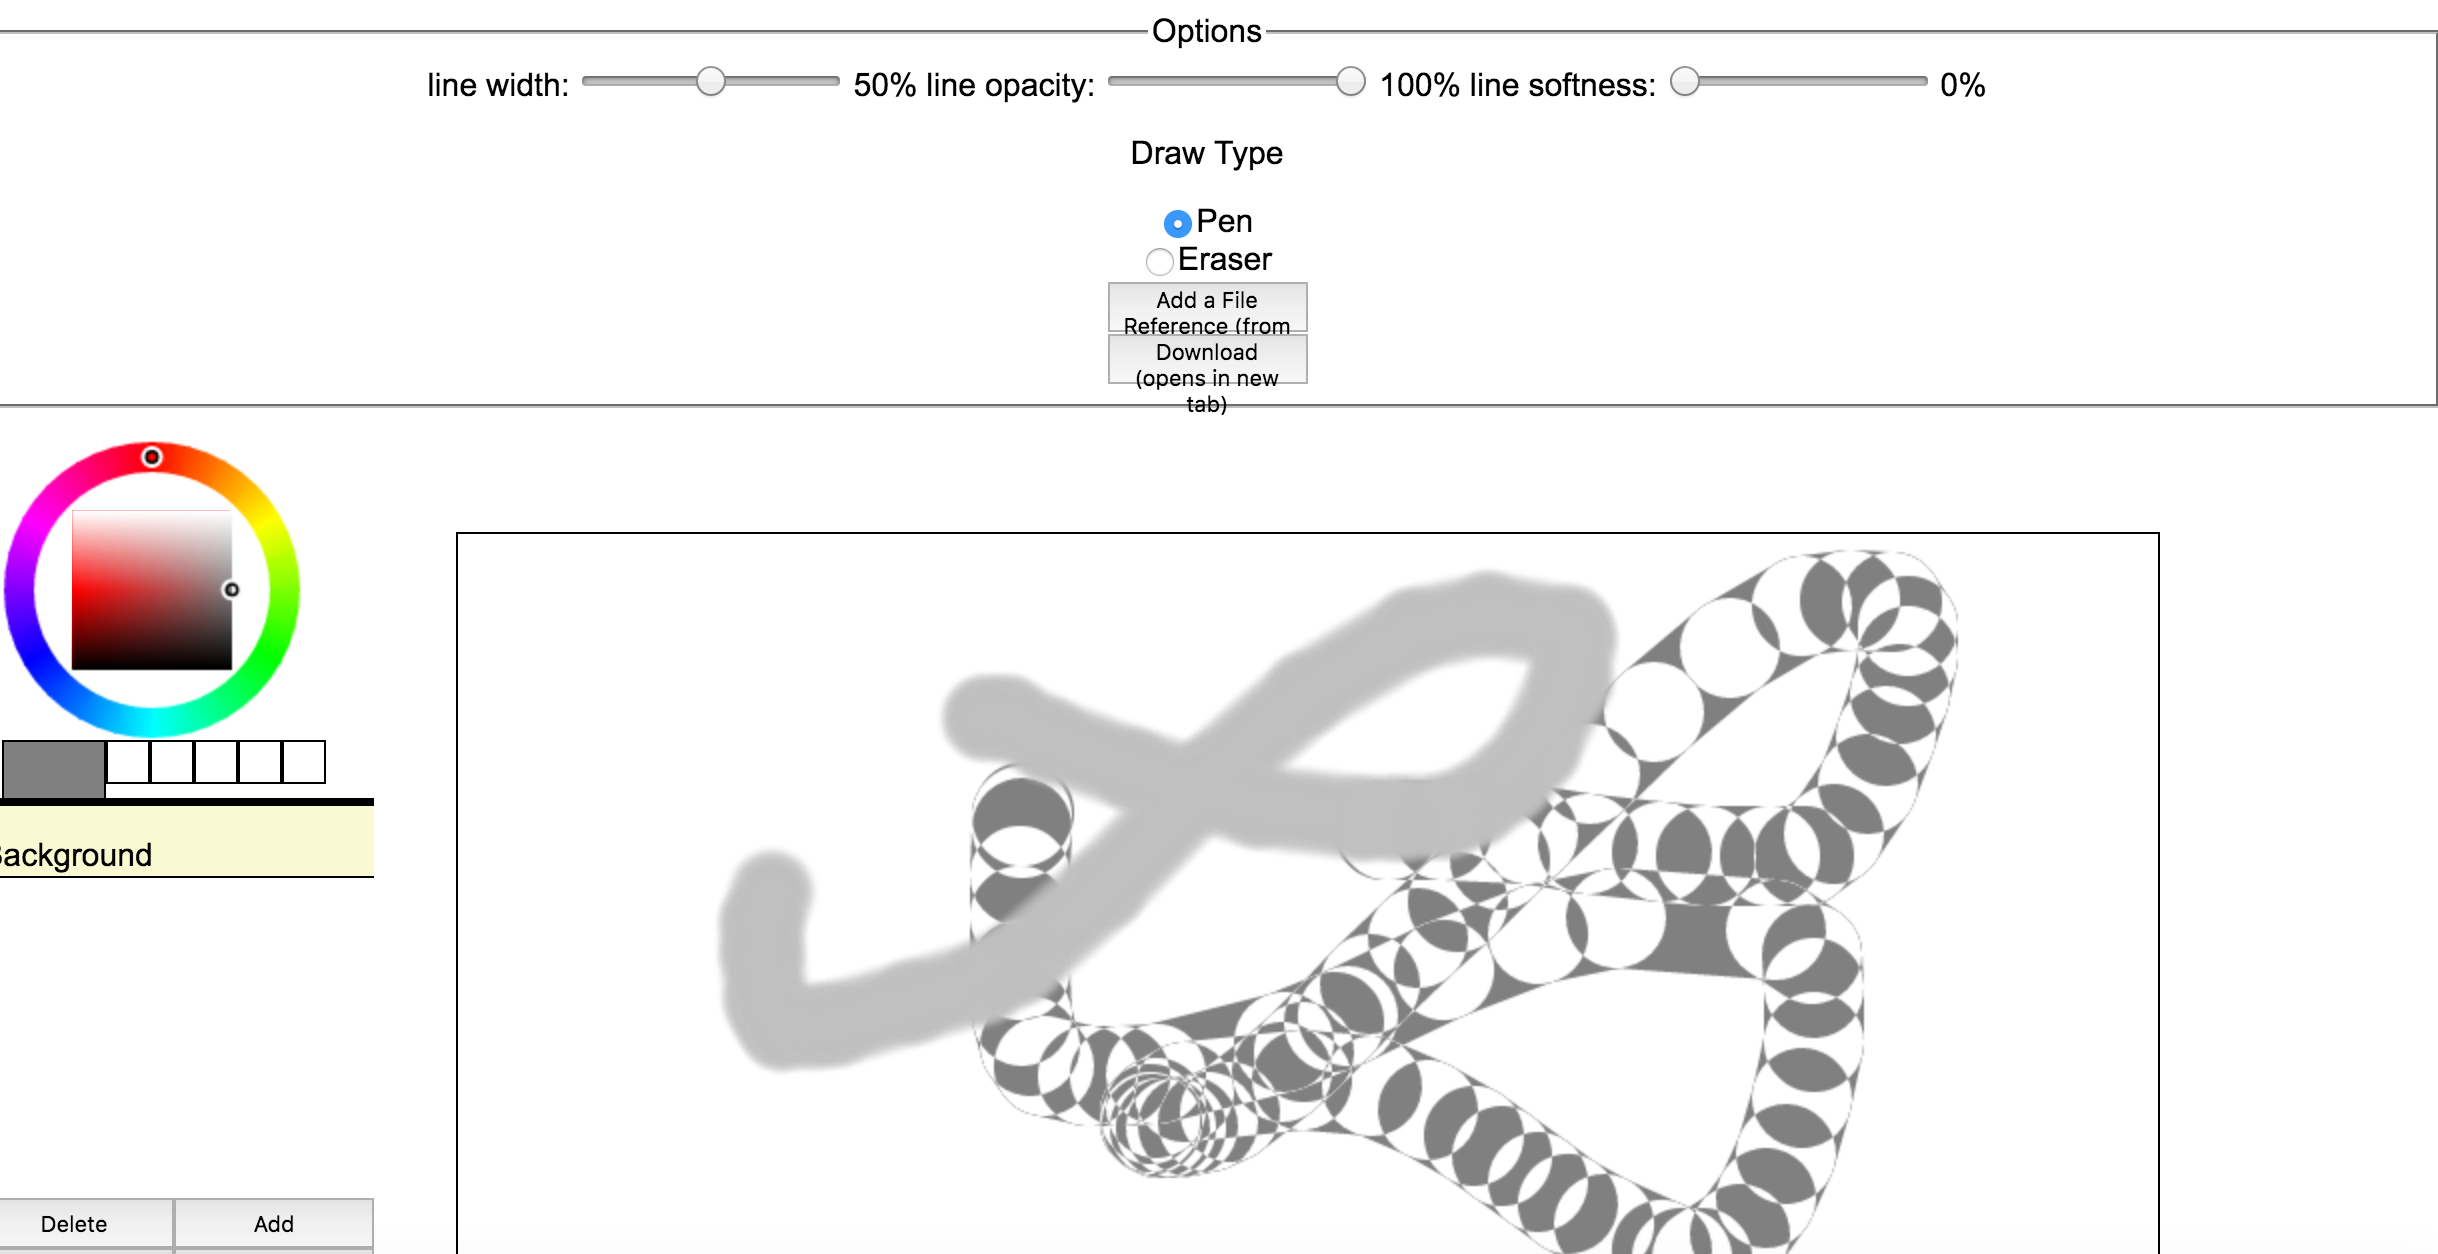 Options
line width: 50% line opacity: 100% line softness: 0%
Draw Type
Pen
Eraser
Add a File
Reference (from
Download
(opens in new
tab)
ackground
Delete Add